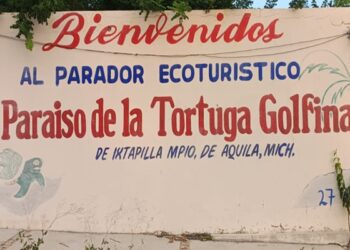 Bienvenidos
AL PARADOR ECOTURISTICO
Paraiso de la Tortuga Golfina
DE IXTAPILLA MPIO, DE AQUILA, MICH.
27